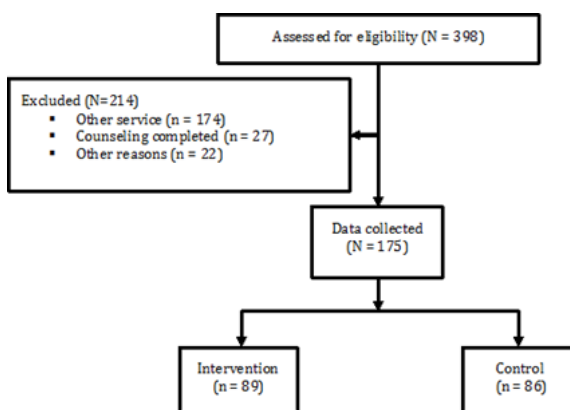 Assessed for eligibility (N = 398)
Excluded (N=214)
▪ Other service (n = 174)
▪ Counseling completed (n = 27)
▪ Other reasons (n = 22)
Data collected
(N = 175)
Intervention
(n = 89)
Control
(n = 86)